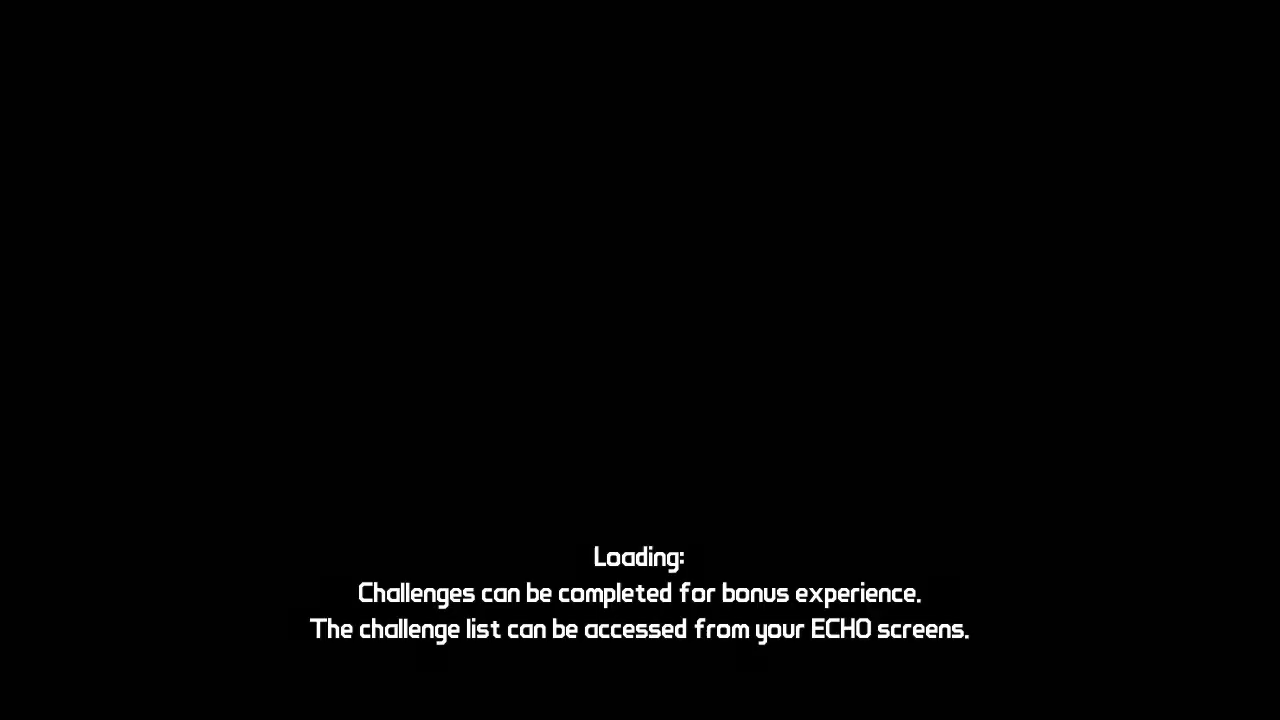 Loading:
Challenges can be completed for bonus experience.
The challenge list can be accessed from your ECHO screens.